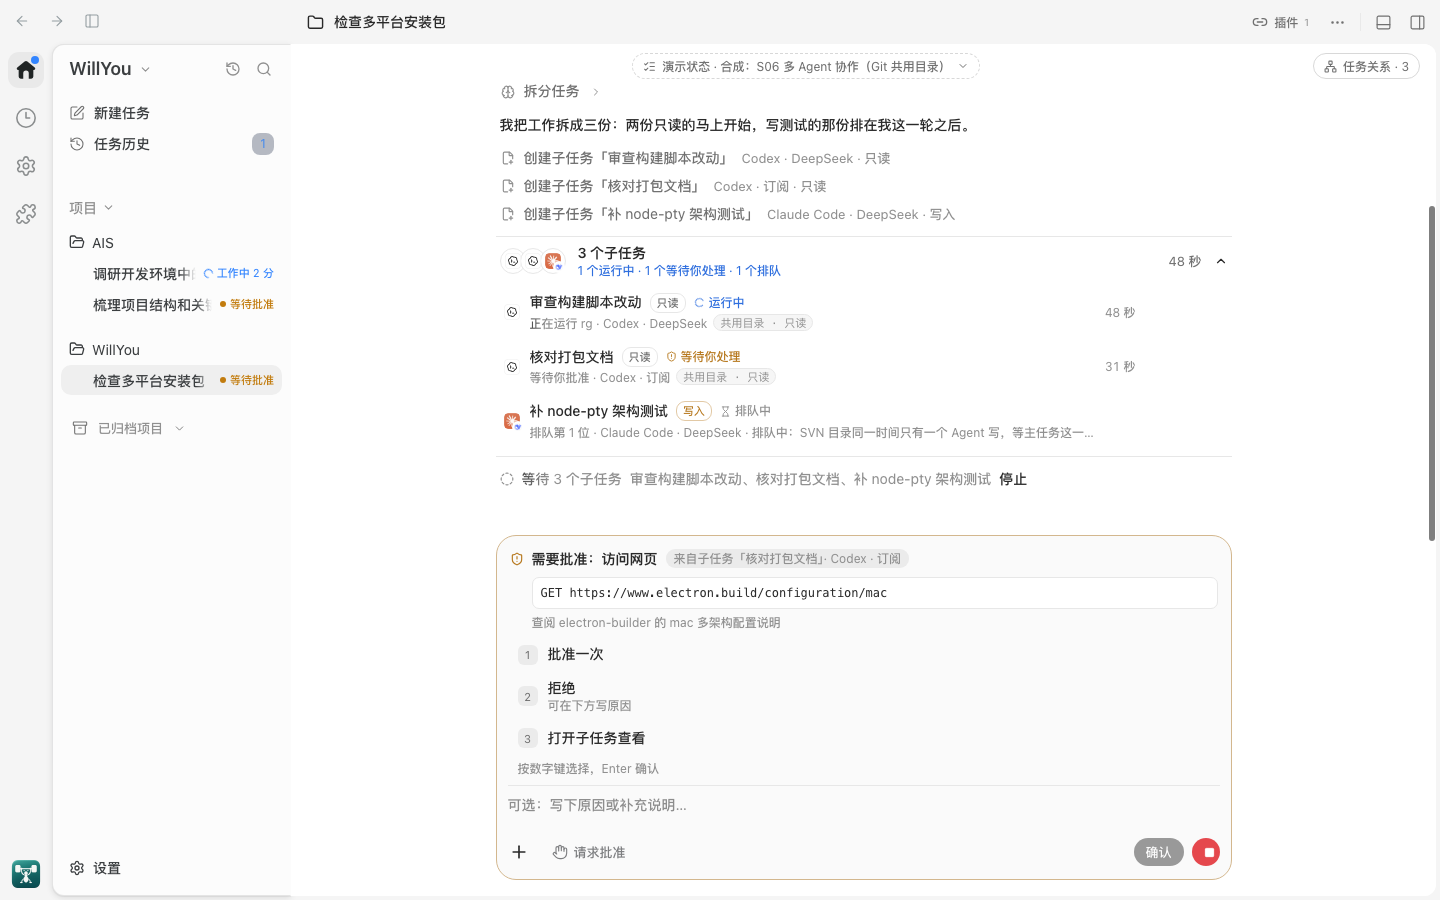 检查多平台安装包
插件 1
WillYou
新建任务
任务历史 1
项目
AIS
调研开发环境中 工作中 2 分
梳理项目结构和关 等待批准
WillYou
检查多平台安装包 等待批准
已归档项目
设置
演示状态 · 合成：S06 多 Agent 协作（Git 共用目录）
任务关系 · 3
拆分任务
我把工作拆成三份：两份只读的马上开始，写测试的那份排在我这一轮之后。
创建子任务「审查构建脚本改动」 Codex · DeepSeek · 只读
创建子任务「核对打包文档」 Codex · 订阅 · 只读
创建子任务「补 node-pty 架构测试」 Claude Code · DeepSeek · 写入
3 个子任务
1 个运行中 · 1 个等待你处理 · 1 个排队
48 秒
审查构建脚本改动 只读 运行中
正在运行 rg · Codex · DeepSeek 共用目录 · 只读
48 秒
核对打包文档 只读 等待你处理
等待你批准 · Codex · 订阅 共用目录 · 只读
31 秒
补 node-pty 架构测试 写入 排队中
排队第 1 位 · Claude Code · DeepSeek · 排队中：SVN 目录同一时间只有一个 Agent 写，等主任务这一...
等待 3 个子任务 审查构建脚本改动、核对打包文档、补 node-pty 架构测试 停止
需要批准：访问网页 来自子任务「核对打包文档」· Codex · 订阅
GET https://www.electron.build/configuration/mac
查阅 electron-builder 的 mac 多架构配置说明
1 批准一次
2 拒绝
可在下方写原因
3 打开子任务查看
按数字键选择，Enter 确认
可选：写下原因或补充说明...
请求批准
确认